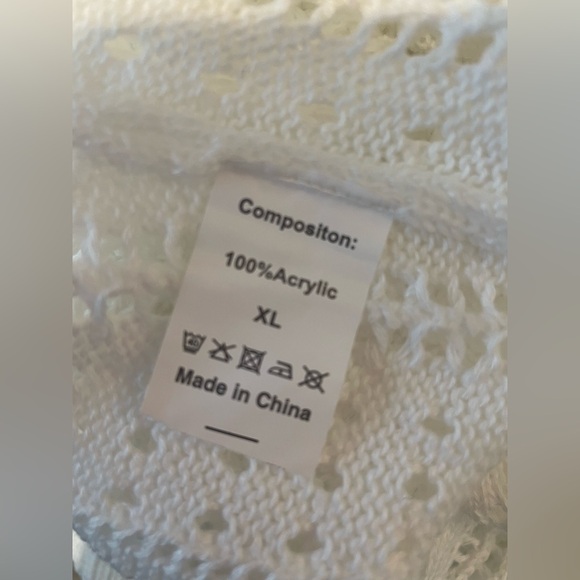 Compositon:
100%Acrylic
XL
Made in China